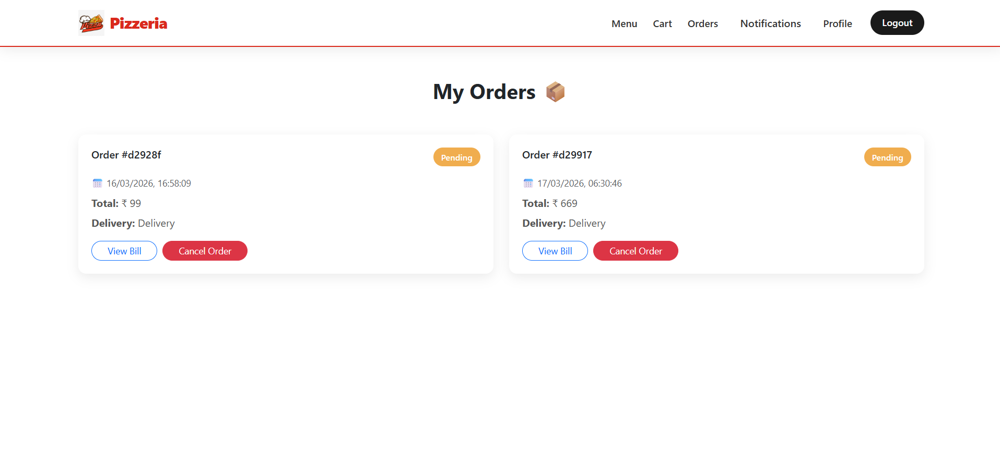 Pizza Pizzeria
Menu Cart Orders Notifications Profile Logout
My Orders
Order #d2928f
Pending
16/03/2026, 16:58:09
Total: ₹ 99
Delivery: Delivery
View Bill Cancel Order
Order #d29917
Pending
17/03/2026, 06:30:46
Total: ₹ 669
Delivery: Delivery
View Bill Cancel Order